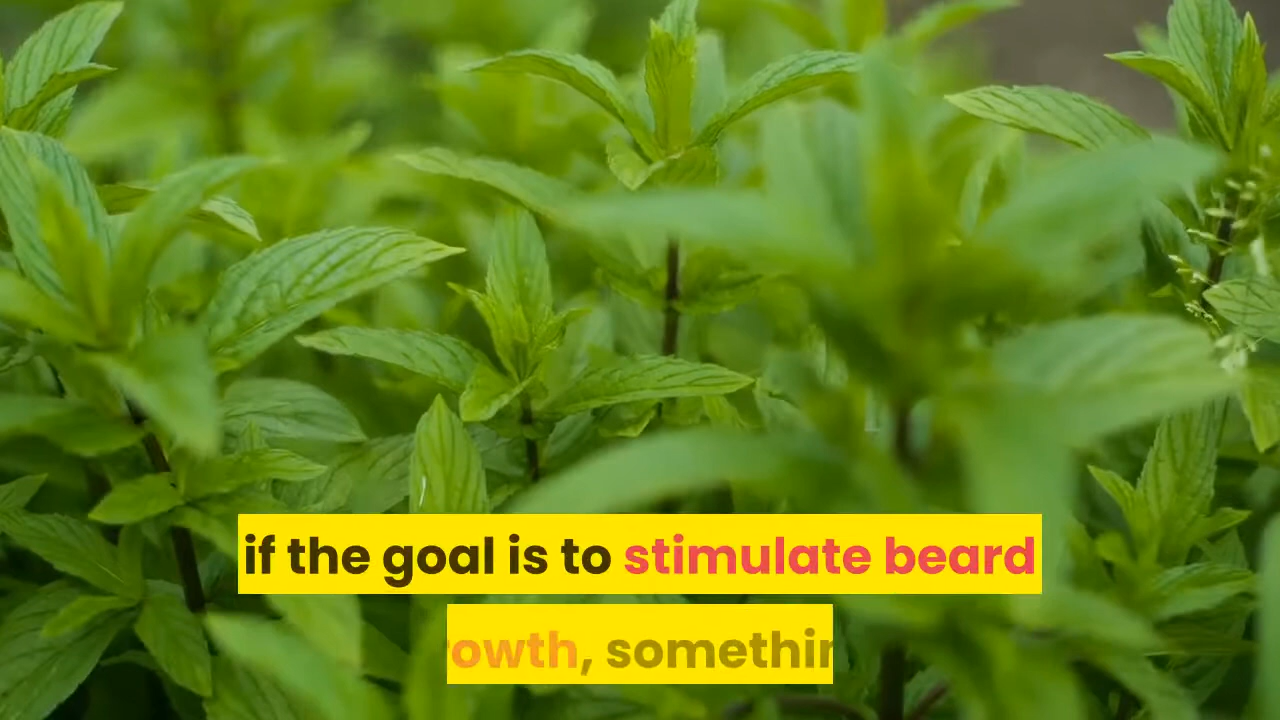 if the goal is to stimulate beard
rowth, somethin